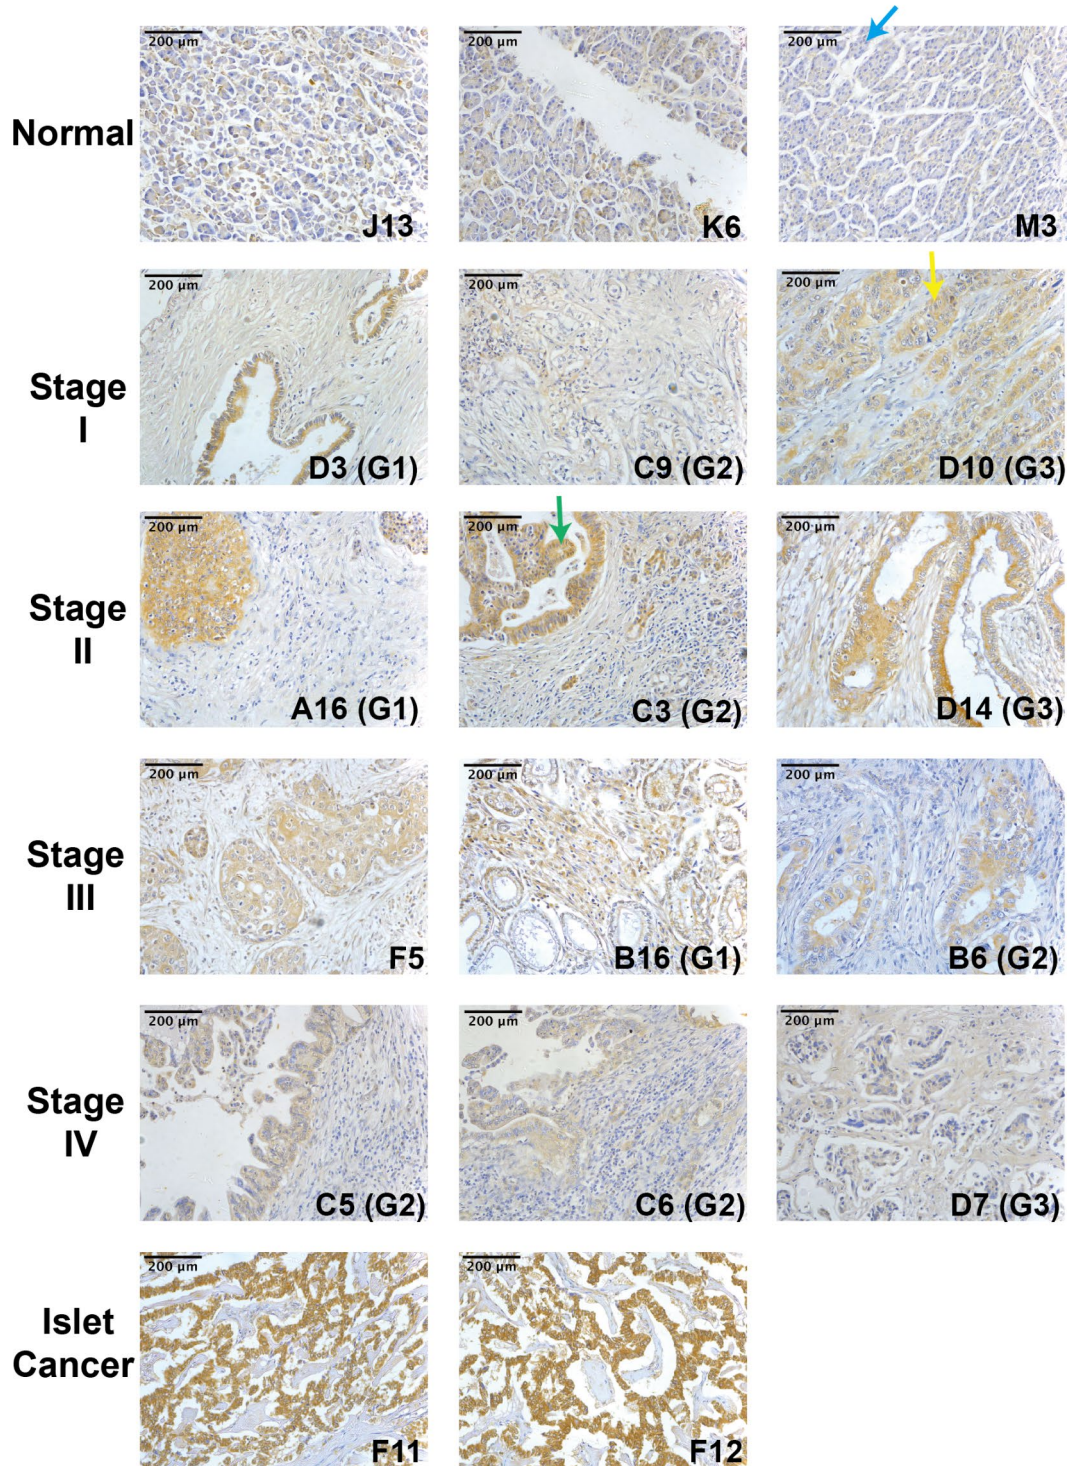 200 µm
200 µm
200 µm
Normal
J13
K6
M3
200 µm
200 µm
200 µm
Stage
I
D3 (G1)
C9 (G2)
D10 (G3)
200 µm
200 µm
200 µm
Stage
II
A16 (G1)
C3 (G2)
D14 (G3)
200 µm
200 µm
200 µm
Stage
III
F5
B16 (G1)
B6 (G2)
200 µm
200 µm
200 µm
Stage
IV
C5 (G2)
C6 (G2)
D7 (G3)
200 µm
200 µm
Islet
Cancer
F11
F12